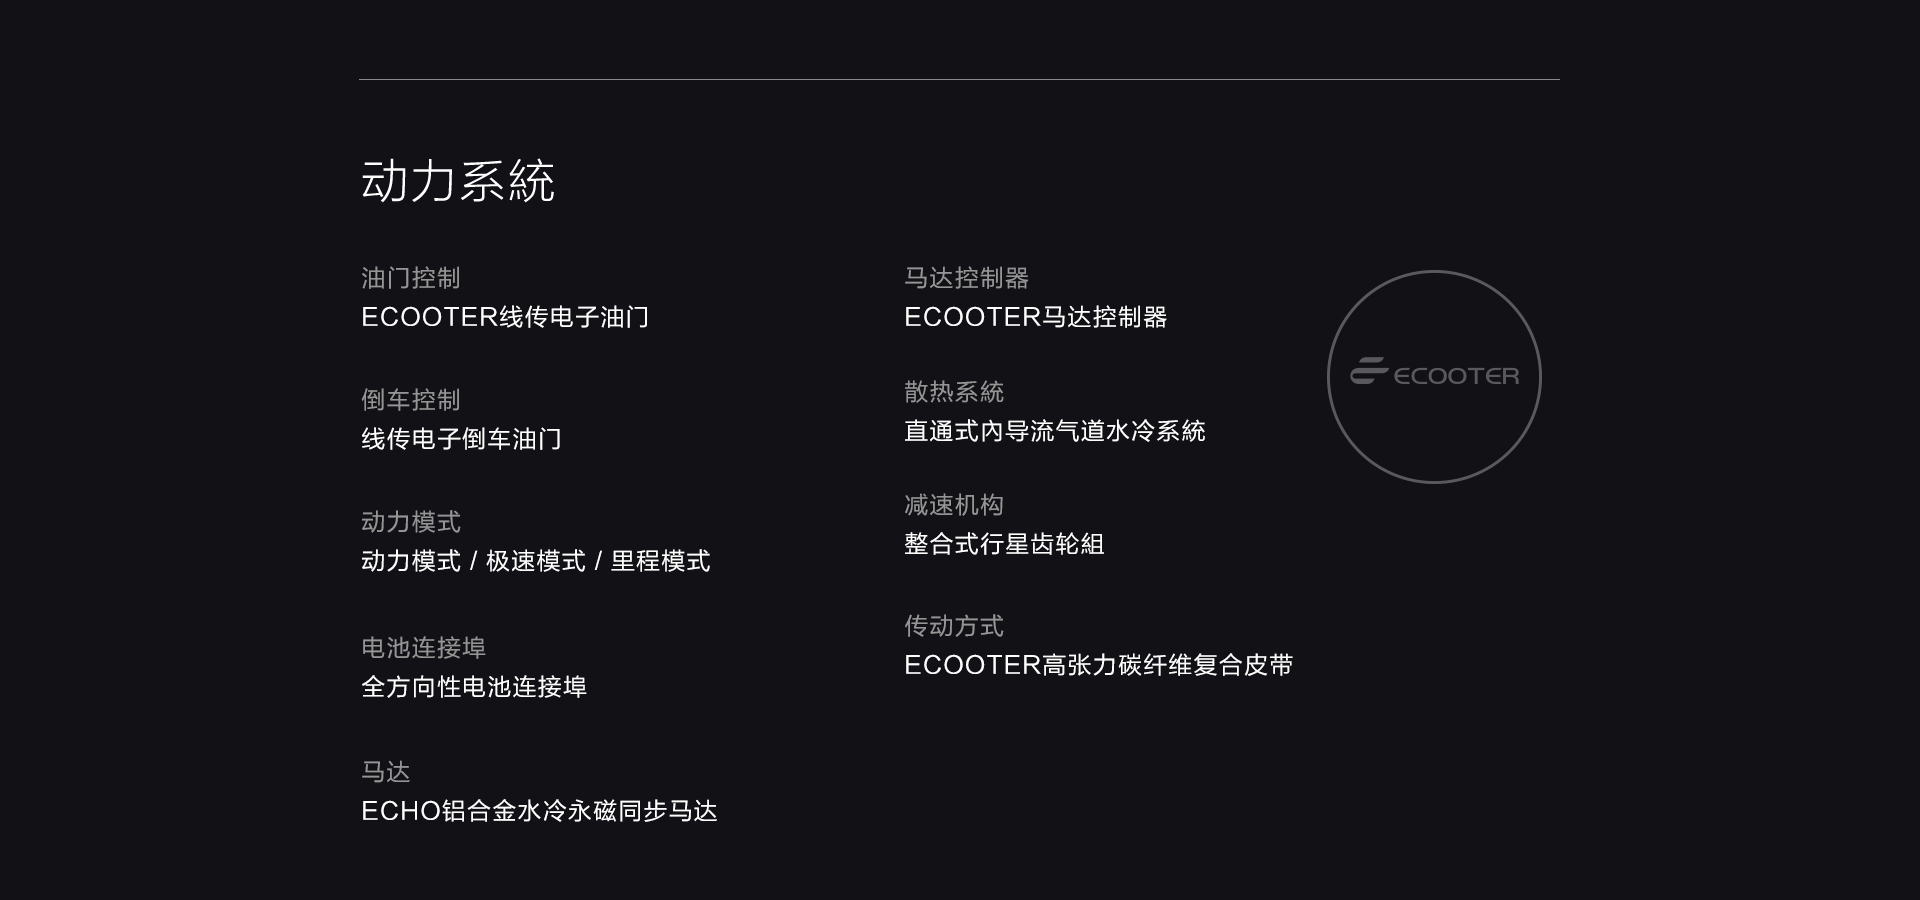 动力系統
油门控制
ECOOTER线传电子油门
倒车控制
线传电子倒车油门
动力模式
动力模式 / 极速模式 / 里程模式
电池连接埠
全方向性电池连接埠
马达
ECHO铝合金水冷永磁同步马达
马达控制器
ECOOTER马达控制器
散热系統
直通式內导流气道水冷系統
减速机构
整合式行星齿轮組
传动方式
ECOOTER高张力碳纤维复合皮带
ECOOTER